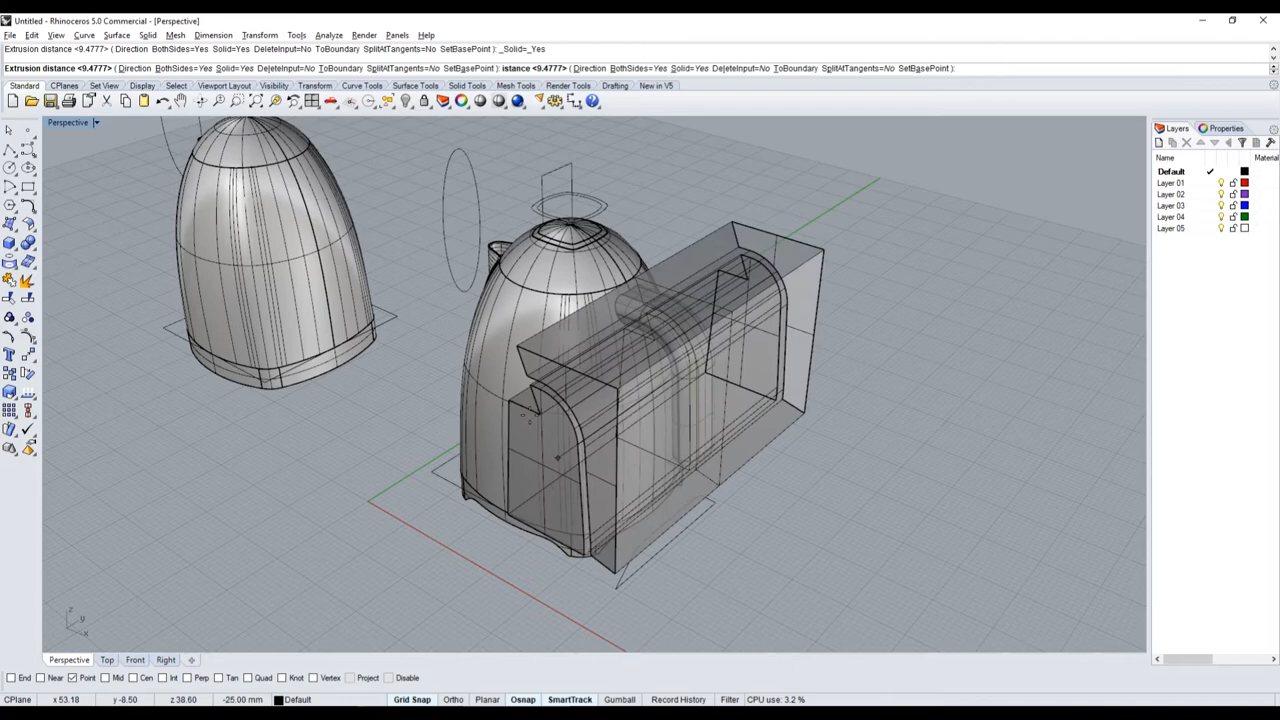 Untitled - Rhinoceros 5.0 Commercial - [Perspective]
File Edit View Curve Surface Solid Mesh Dimension Transform Tools Analyze Render Panels Help
Extrusion distance <9.4777> ( Direction BothSides=Yes Solid=Yes DeleteInput=No ToBoundary SplitAtTangents=No SetBasePoint ): _Solid=_Yes
Extrusion distance <9.4777> ( Direction BothSides=Yes Solid=Yes DeleteInput=No ToBoundary SplitAtTangents=No SetBasePoint ): istance <9.4777> ( Direction BothSides=Yes Solid=Yes DeleteInput=No ToBoundary SplitAtTangents=No SetBasePoint ):
Standard CPlanes Set View Display Select Viewport Layout Visibility Transform Curve Tools Surface Tools Solid Tools Mesh Tools Render Tools Drafting New in V5
Perspective
Layers Properties
Name Material
Default
Layer 01
Layer 02
Layer 03
Layer 04
Layer 05
z
y
x
Perspective Top Front Right
End Near Point Mid Cen Int Perp Tan Quad Knot Vertex Project Disable
CPlane x 53.18 y -8.50 z 38.60 -25.00 mm Default Grid Snap Ortho Planar Osnap SmartTrack Gumball Record History Filter CPU use: 3.2 %